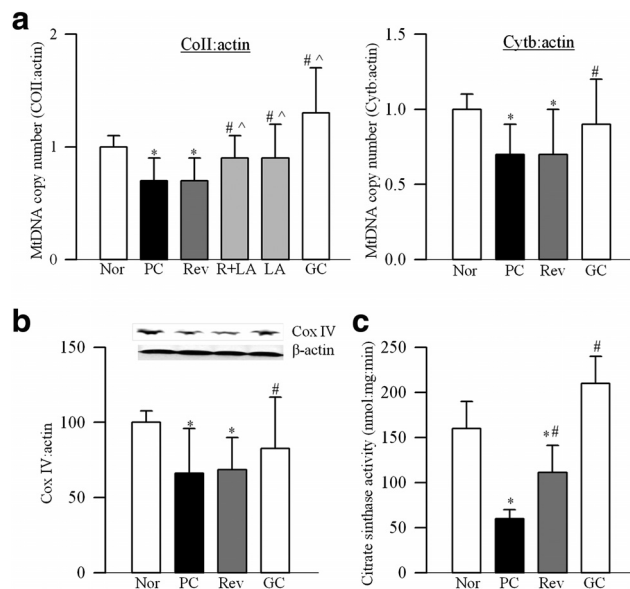 a
CoII:actin
MtDNA copy number (COII:actin)
2
1
0
*
*
# ^
# ^
# ^
Nor PC Rev R+LA LA GC
Cytb:actin
MtDNA copy number (Cytb:actin)
1.5
1.0
0.5
0.0
*
*
#
Nor PC Rev GC
b
Cox IV
β-actin
Cox IV:actin
150
100
50
0
*
*
#
Nor PC Rev GC
c
Citrate sinthase activity (nmol:mg:min)
250
200
150
100
50
0
*
*#
#
Nor PC Rev GC